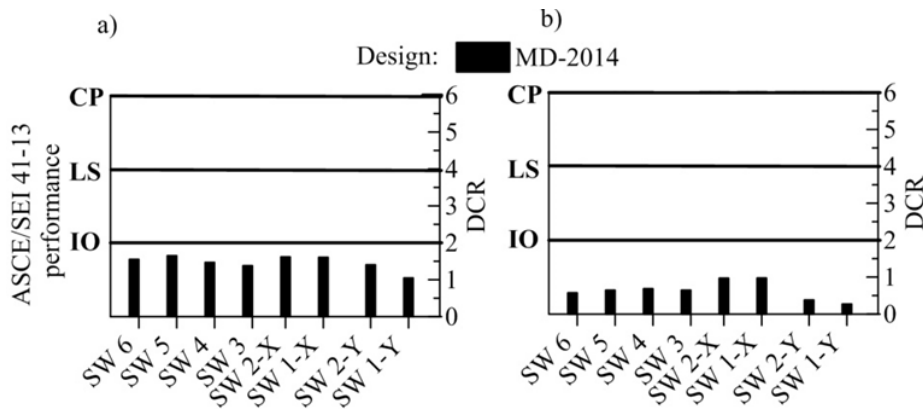 a)
b)
Design: MD-2014
ASCE/SEI 41-13
performance
CP
LS
IO
6
5
4
3
2
1
0
DCR
SW 6
SW 5
SW 4
SW 3
SW 2-X
SW 1-X
SW 2-Y
SW 1-Y
CP
LS
IO
6
5
4
3
2
1
0
DCR
SW 6
SW 5
SW 4
SW 3
SW 2-X
SW 1-X
SW 2-Y
SW 1-Y